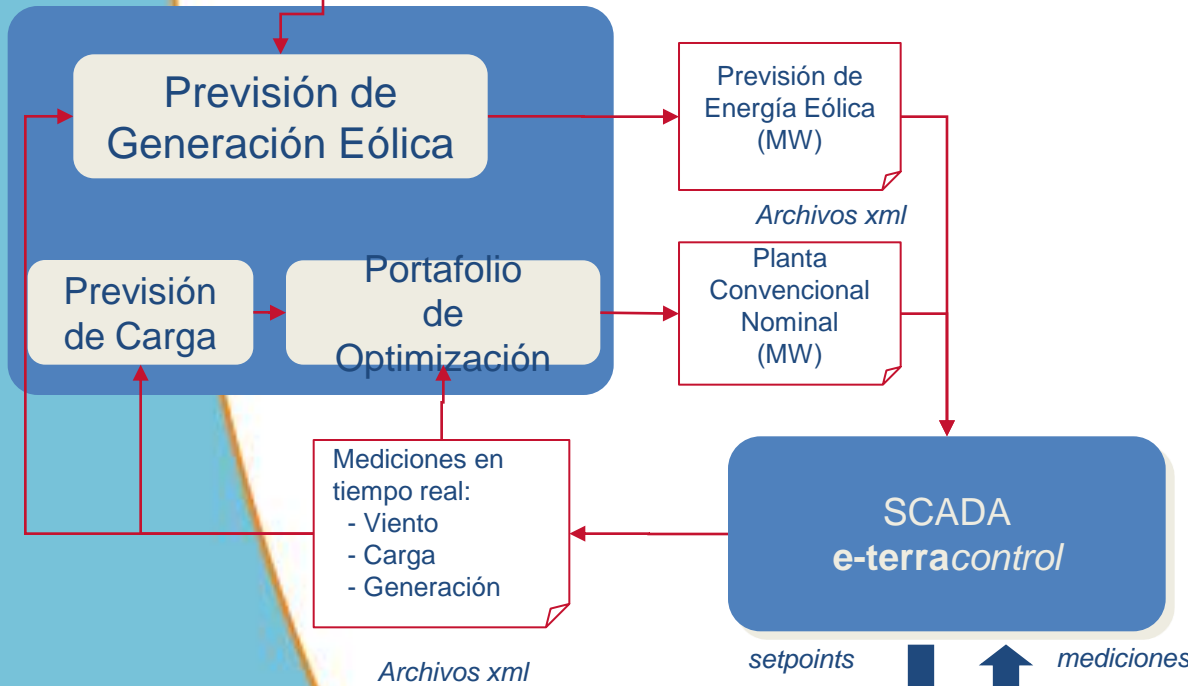 Previsión de
Generación Eólica
Previsión de
Energía Eólica
(MW)
Archivos xml
Previsión
de Carga
Portafolio
de
Optimización
Planta
Convencional
Nominal
(MW)
Mediciones en
tiempo real:
- Viento
- Carga
- Generación
Archivos xml
SCADA
e-terracontrol
setpoints
mediciones